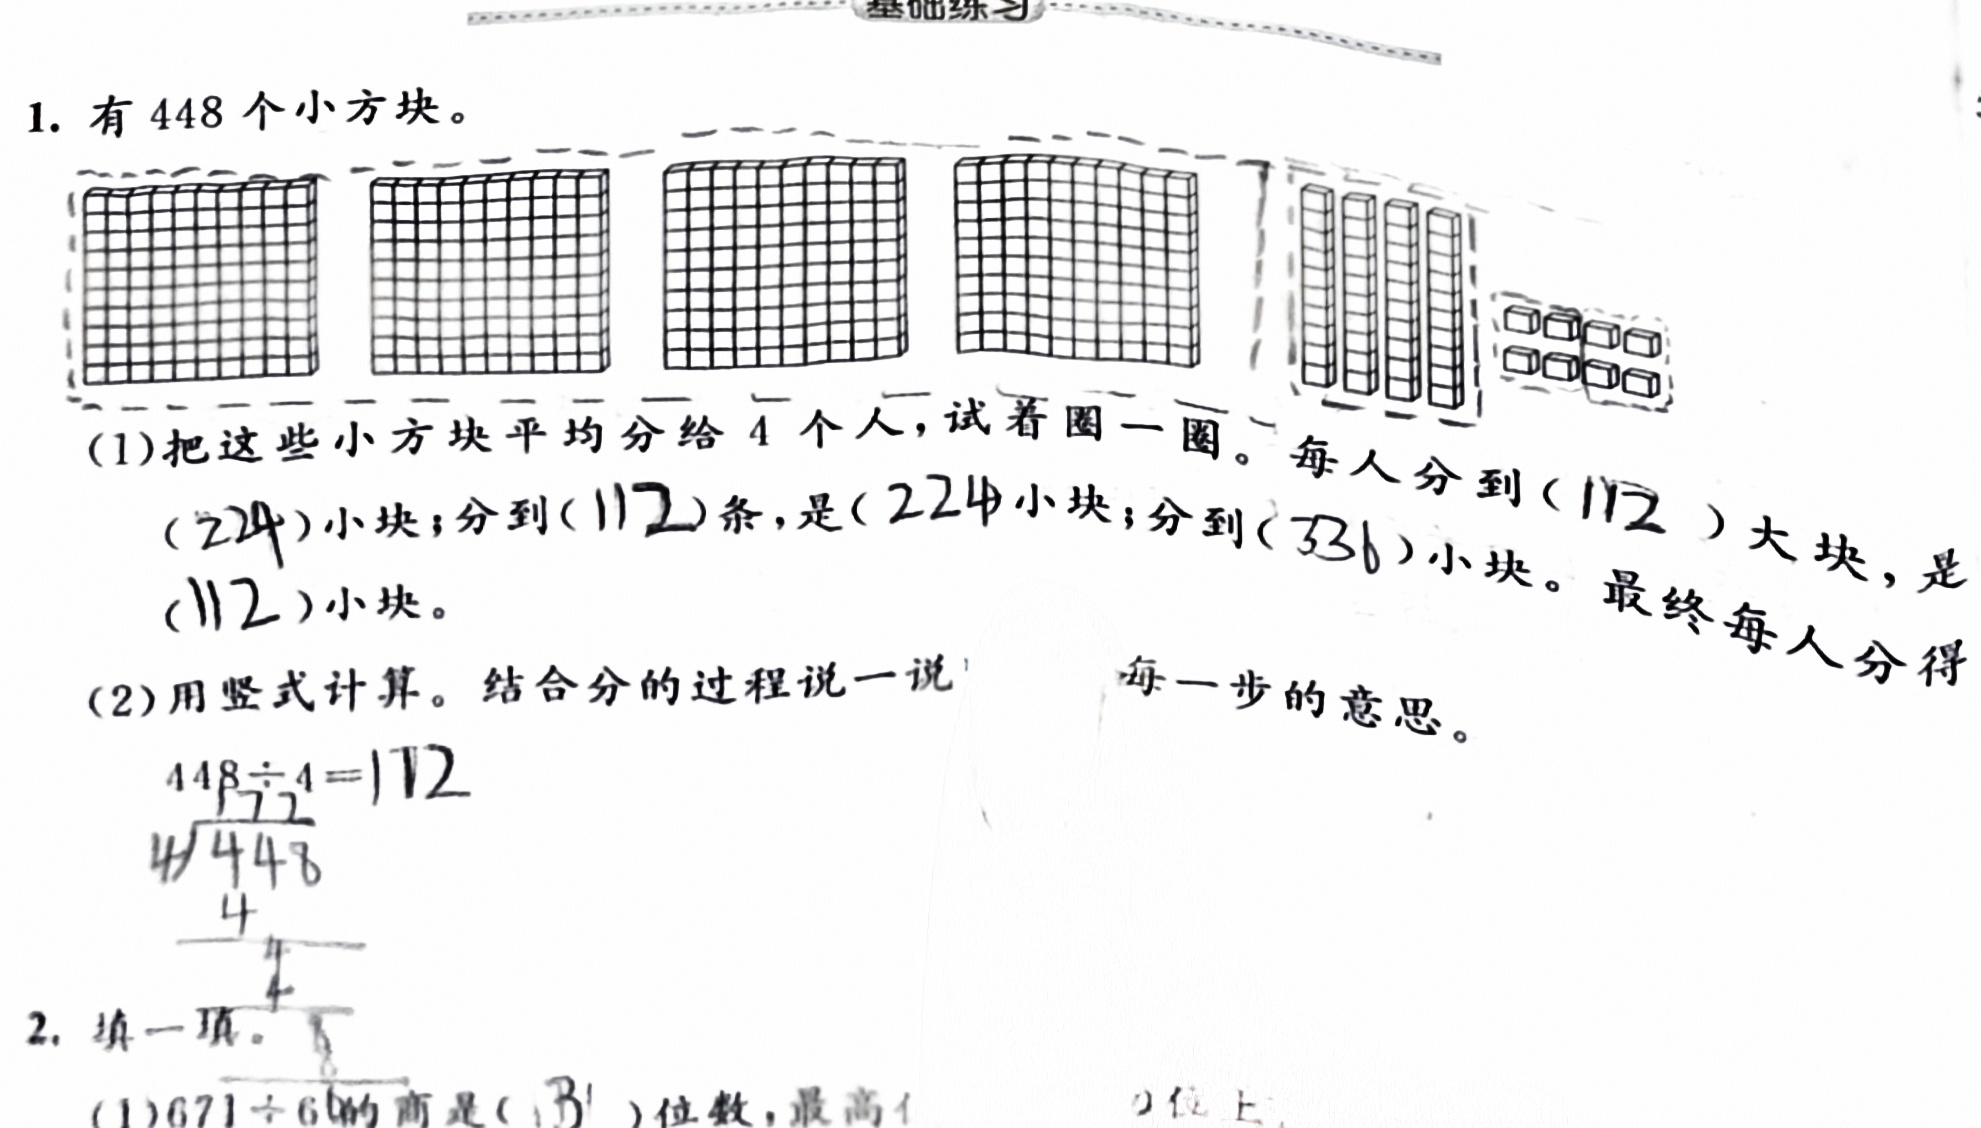 基础练习
1. 有 448 个小方块。
(1)把这些小方块平均分给 4 个人,试着圈一圈。每人分到(112)大块,是
(224)小块;分到(112)条,是(224)小块;分到(336)小块。最终每人分得
(112)小块。
(2)用竖式计算。结合分的过程说一说 每一步的意思。
448÷4=112
112
4)448
4
4
4
8
8
2. 填一填。
(1)671÷6的商是(3)位数,最高 位上